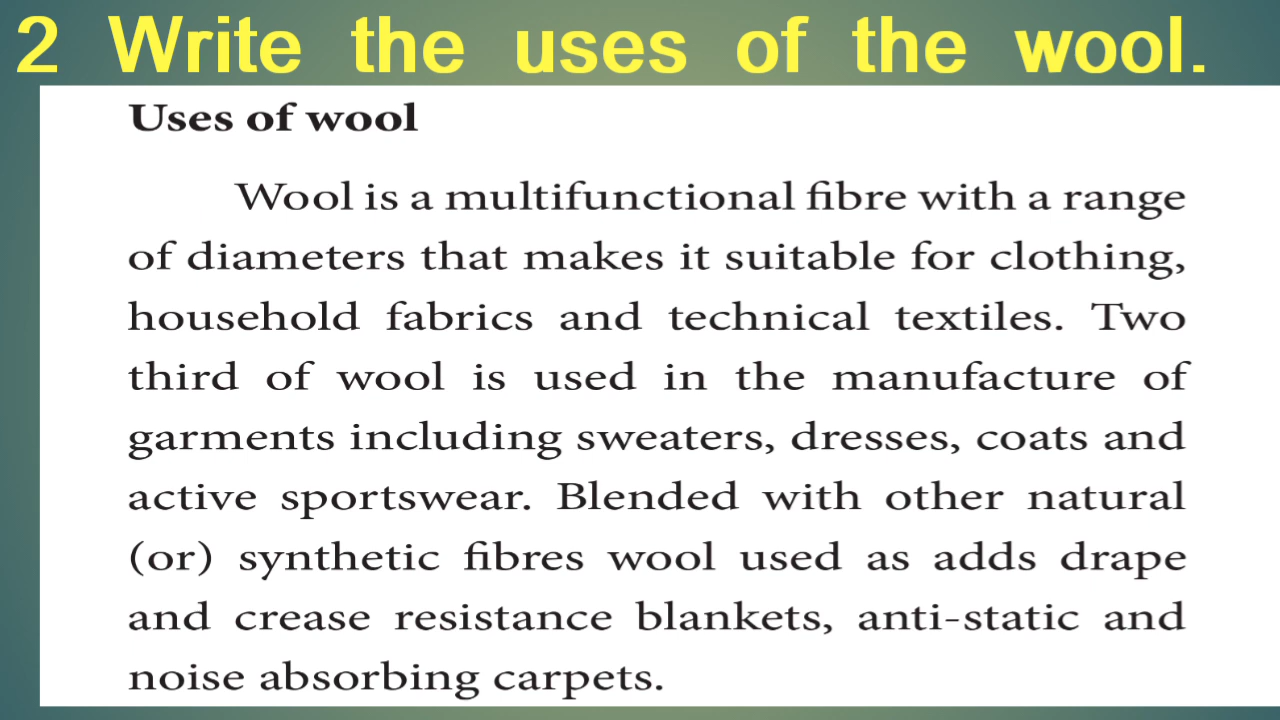 2 Write the uses of the wool.
Uses of wool
Wool is a multifunctional fibre with a range
of diameters that makes it suitable for clothing,
household fabrics and technical textiles. Two
third of wool is used in the manufacture of
garments including sweaters, dresses, coats and
active sportswear. Blended with other natural
(or) synthetic fibres wool used as adds drape
and crease resistance blankets, anti-static and
noise absorbing carpets.